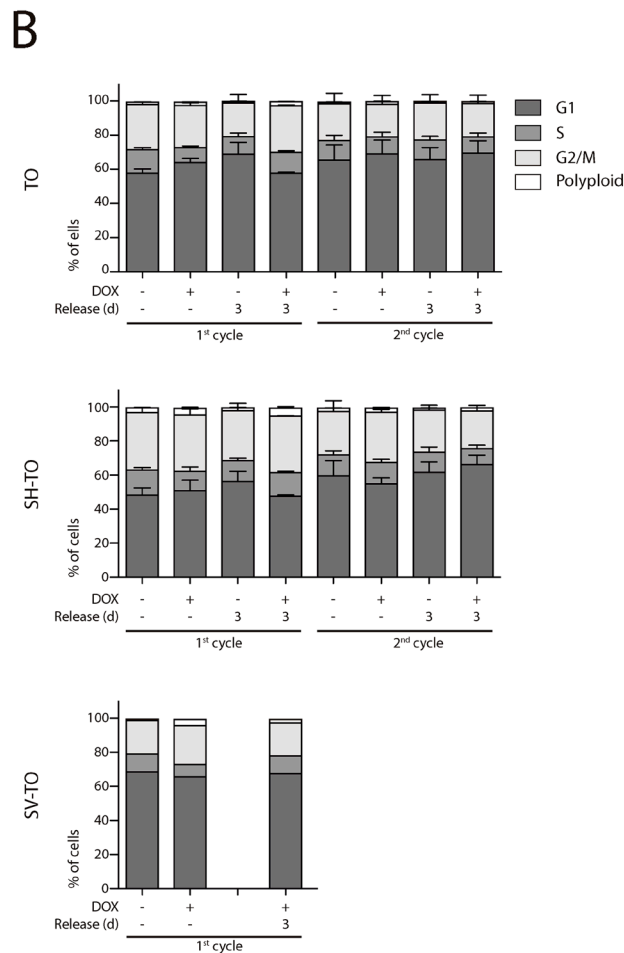 B
100
80
60
40
20
0
% of ells
TO
G1
S
G2/M
Polyploid
DOX - + - + - + - +
Release (d) - - 3 3 - - 3 3
1st cycle 2nd cycle
100
80
60
40
20
0
% of cells
SH-TO
DOX - + - + - + - +
Release (d) - - 3 3 - - 3 3
1st cycle 2nd cycle
100
80
60
40
20
0
% of cells
SV-TO
DOX - + +
Release (d) - - 3
1st cycle